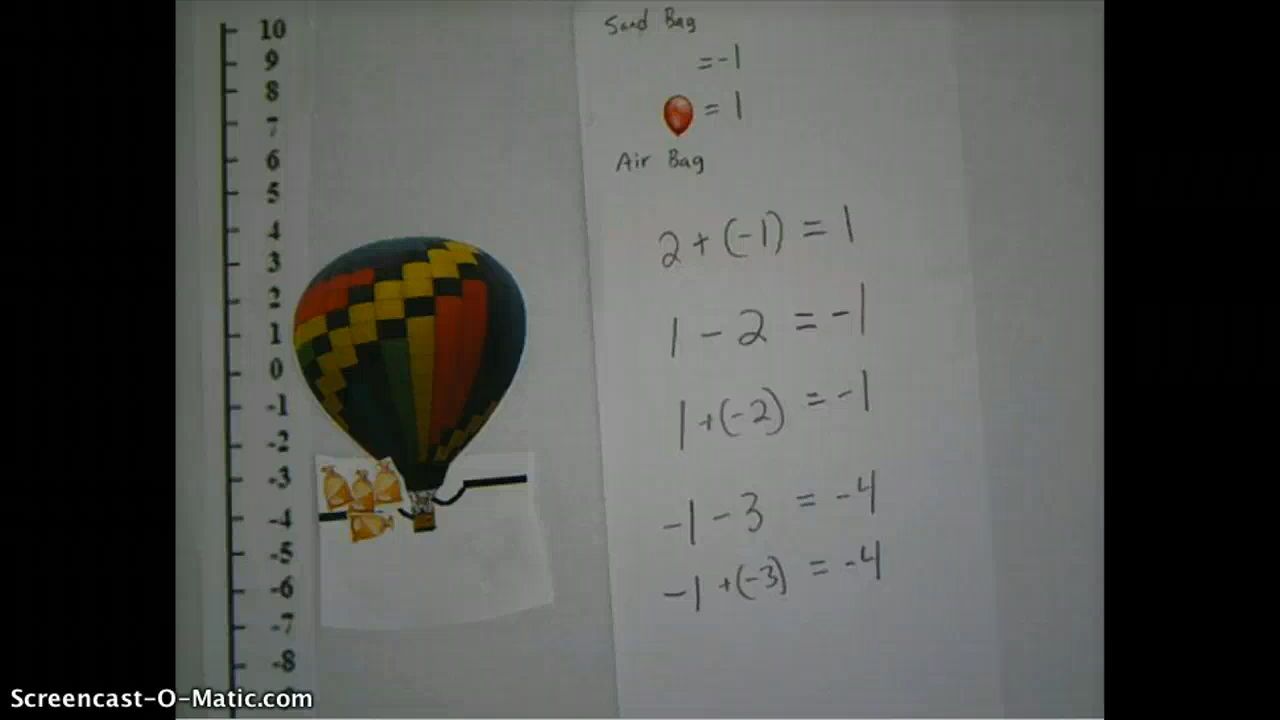 10
9
8
7
6
5
4
3
2
1
0
-1
-2
-3
-4
-5
-6
-7
-8
Sand Bag
=-1
= 1
Air Bag
2 + (-1) = 1
1 - 2 = -1
1 + (-2) = -1
-1 - 3 = -4
-1 + (-3) = -4
Screencast-O-Matic.com